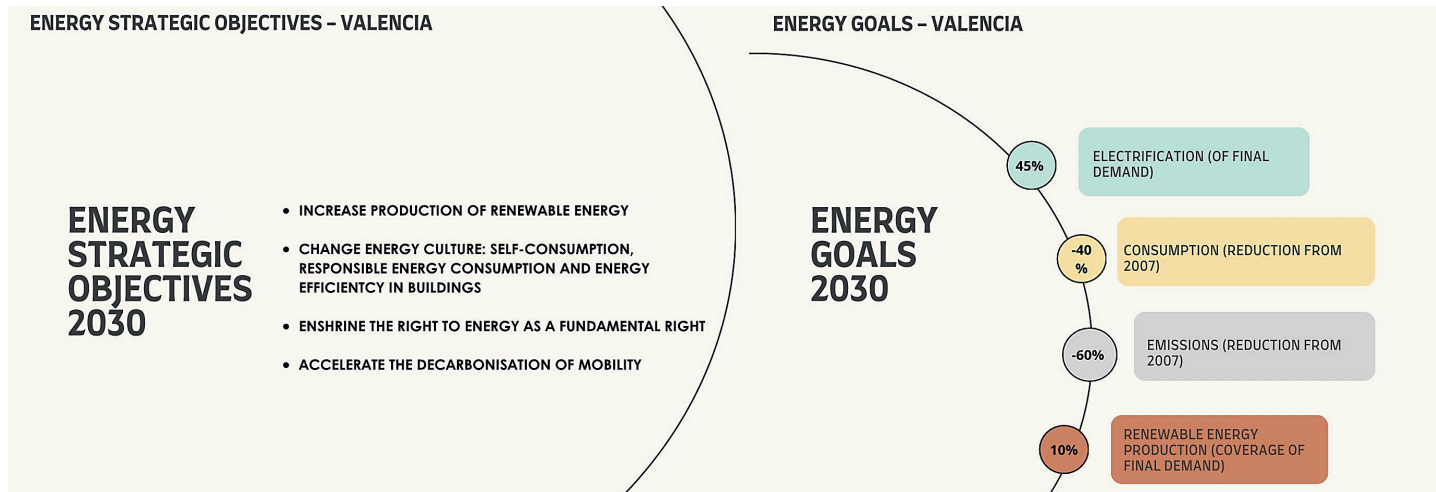 ENERGY STRATEGIC OBJECTIVES – VALENCIA
ENERGY
STRATEGIC
OBJECTIVES
2030
• INCREASE PRODUCTION OF RENEWABLE ENERGY
• CHANGE ENERGY CULTURE: SELF-CONSUMPTION,
RESPONSIBLE ENERGY CONSUMPTION AND ENERGY
EFFICIENTCY IN BUILDINGS
• ENSHRINE THE RIGHT TO ENERGY AS A FUNDAMENTAL RIGHT
• ACCELERATE THE DECARBONISATION OF MOBILITY
ENERGY GOALS – VALENCIA
ENERGY
GOALS
2030
45%
ELECTRIFICATION (OF FINAL
DEMAND)
-40
%
CONSUMPTION (REDUCTION FROM
2007)
-60%
EMISSIONS (REDUCTION FROM
2007)
10%
RENEWABLE ENERGY
PRODUCTION (COVERAGE OF
FINAL DEMAND)